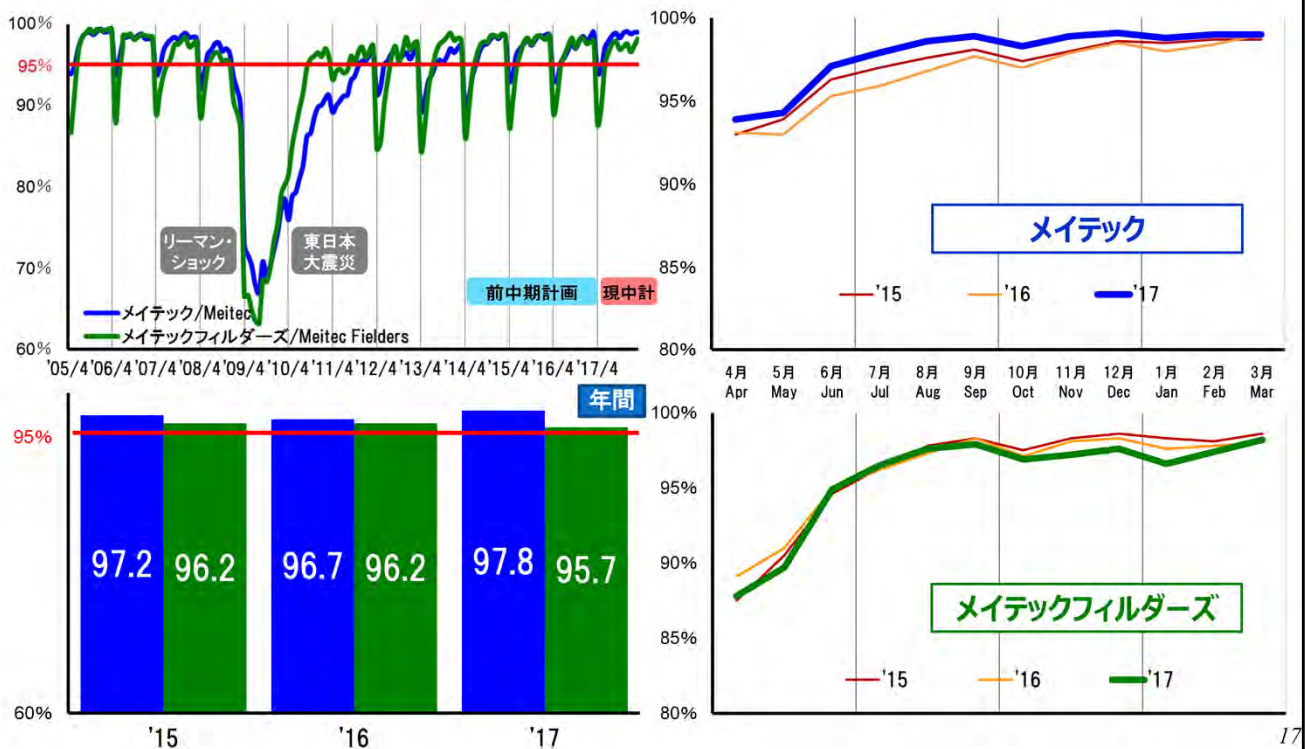 100%
95%
90%
80%
70%
60%
リーマン・
ショック
東日本
大震災
前中期計画
現中計
メイテック/Meitec
メイテックフィルダーズ/Meitec Fielders
'05/4'06/4'07/4'08/4'09/4'10/4'11/4'12/4'13/4'14/4'15/4'16/4'17/4
100%
95%
90%
85%
80%
メイテック
'15
'16
'17
4月 5月 6月 7月 8月 9月 10月 11月 12月 1月 2月 3月
Apr May Jun Jul Aug Sep Oct Nov Dec Jan Feb Mar
年間
95%
60%
97.2
96.2
96.7
96.2
97.8
95.7
'15
'16
'17
100%
95%
90%
85%
80%
メイテックフィルダーズ
'15
'16
'17
17